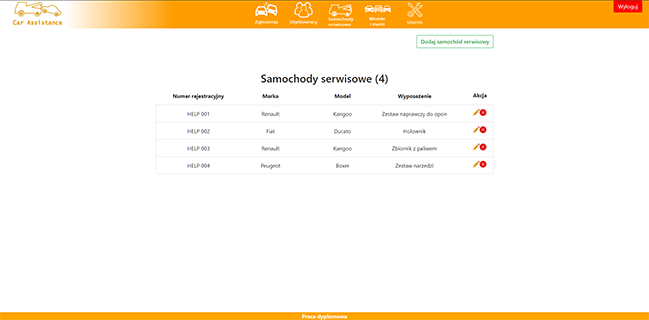 Car Assistance
Zgłoszenia
Użytkownicy
Samochody
serwisowe
Modele
i marki
Usterki
Wyloguj
Dodaj samochód serwisowy
Samochody serwisowe (4)
Numer rejestracyjny Marka Model Wyposażenie Akcja
HELP 001 Renault Kangoo Zestaw naprawczy do opon
HELP 002 Fiat Ducato Holownik
HELP 003 Renault Kangoo Zbiornik z paliwem
HELP 004 Peugeot Boxer Zestaw narzędzi
Praca dyplomowa